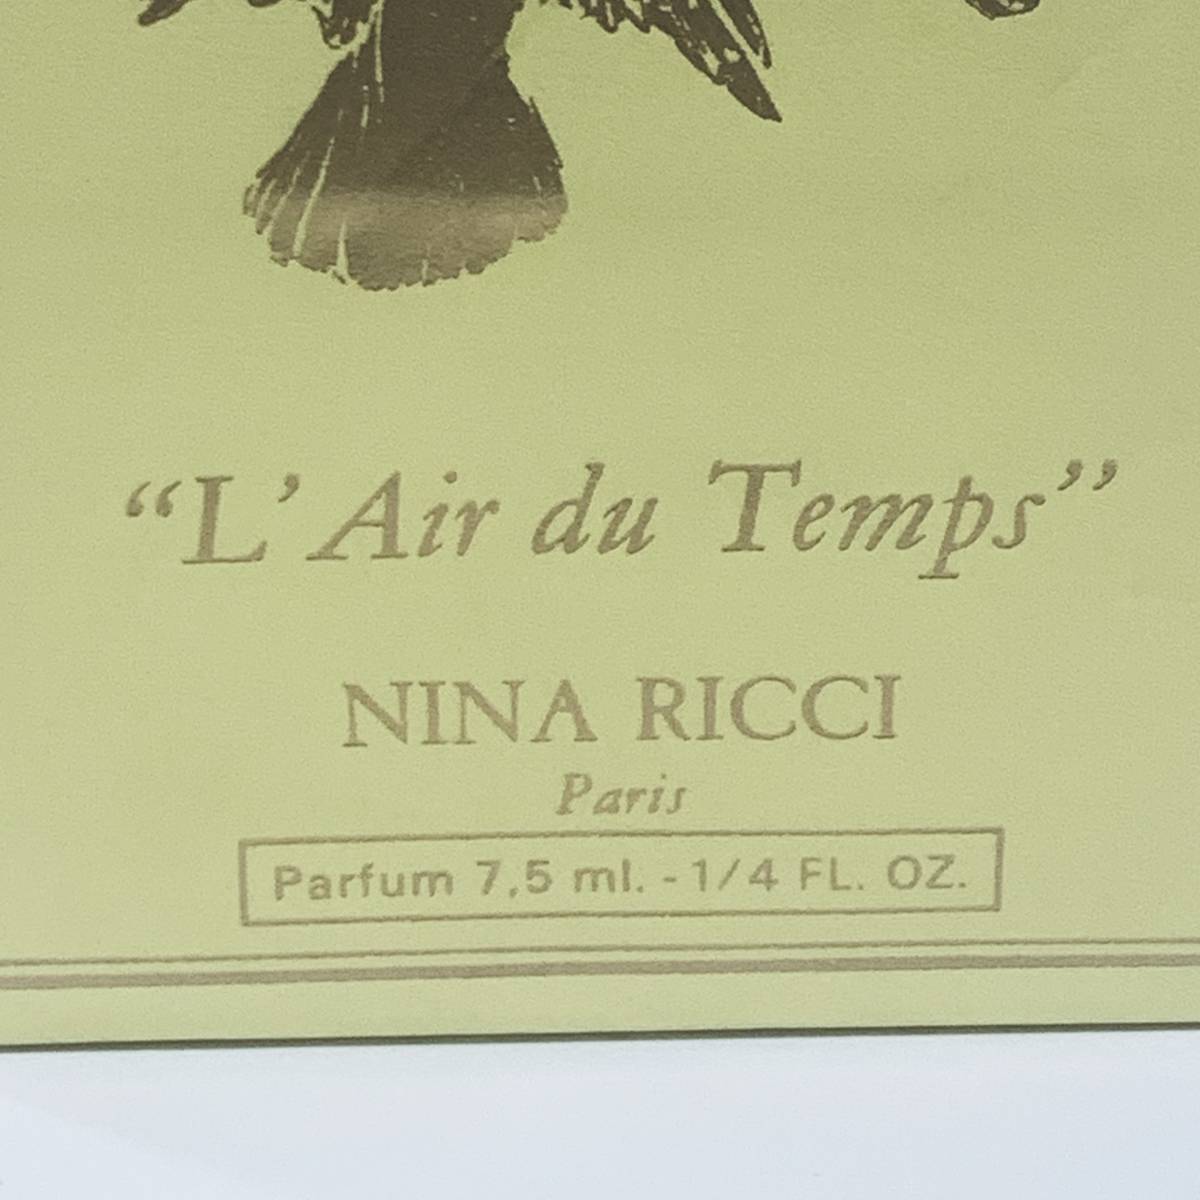 “L’Air du Temps”
NINA RICCI
Paris
Parfum 7,5 ml. - 1/4 FL. OZ.